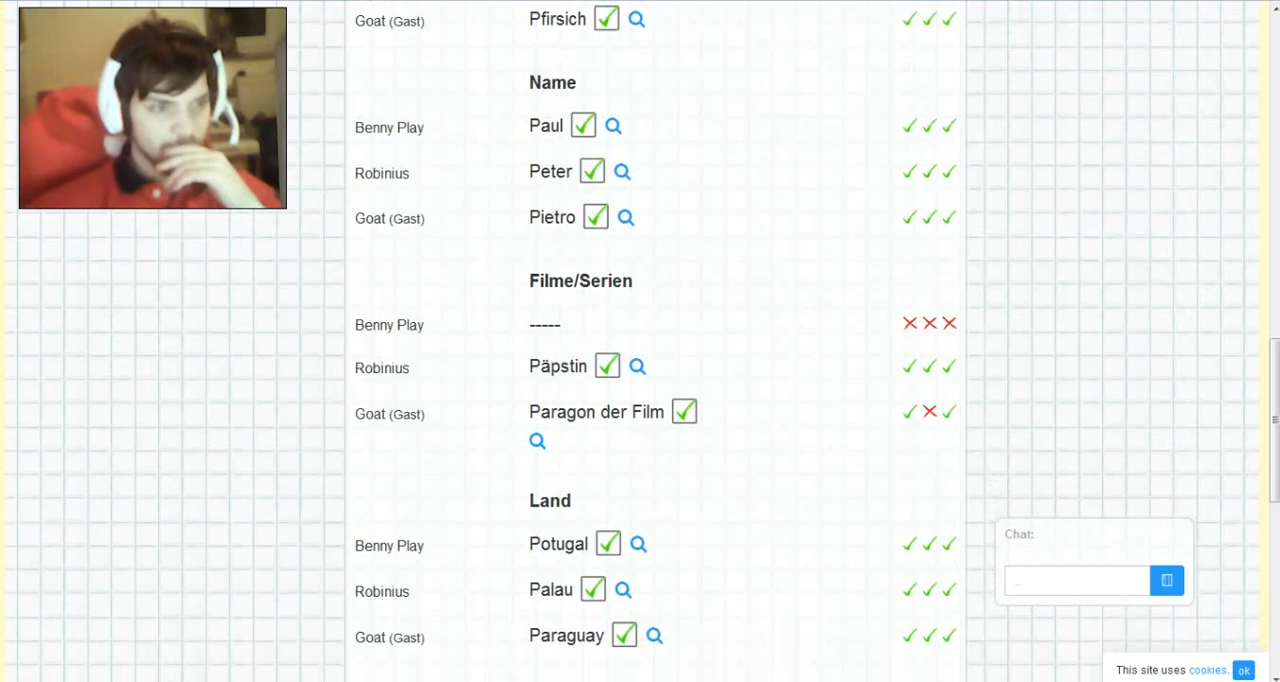 Goat (Gast) Pfirsich
Name
Benny Play Paul
Robinius Peter
Goat (Gast) Pietro
Filme/Serien
Benny Play -----
Robinius Päpstin
Goat (Gast) Paragon der Film
Land
Benny Play Potugal
Robinius Palau
Goat (Gast) Paraguay
Chat:
...
This site uses cookies. ok